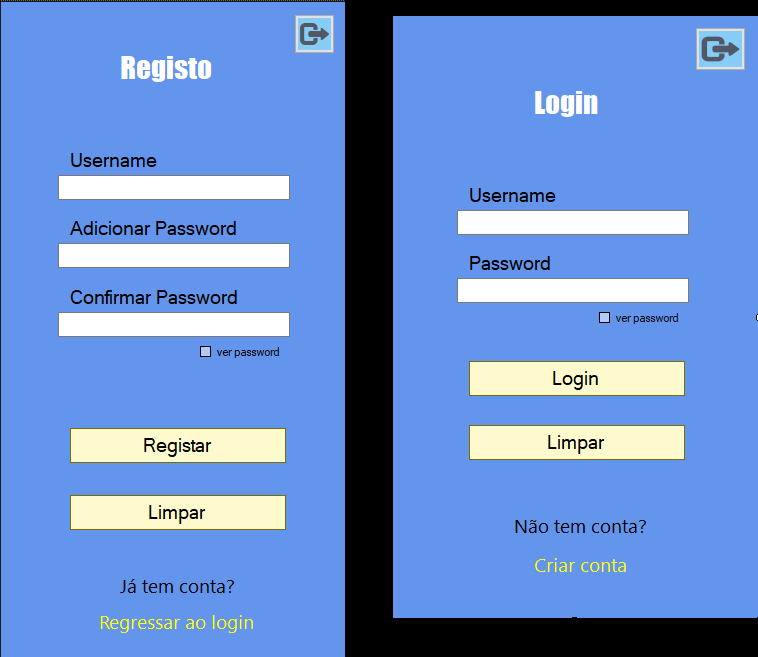 Registo
Username
Adicionar Password
Confirmar Password
ver password
Registar
Limpar
Já tem conta?
Regressar ao login
Login
Username
Password
ver password
Login
Limpar
Não tem conta?
Criar conta